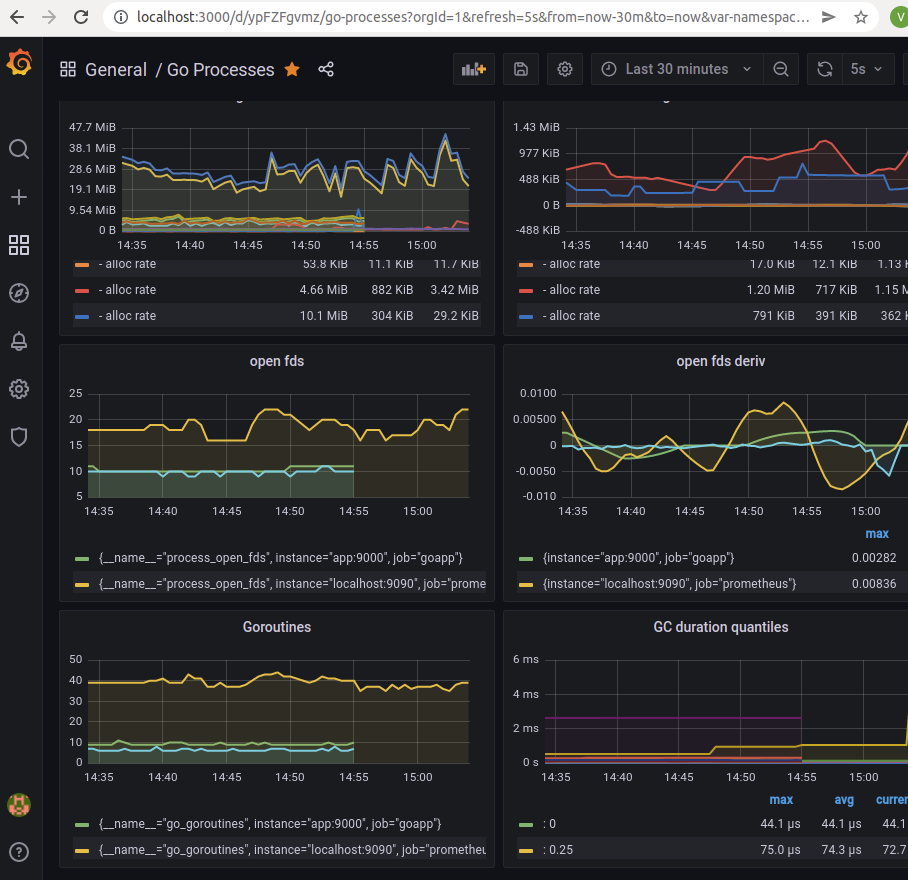 localhost:3000/d/ypFZFgvmz/go-processes?orgId=1&refresh=5s&from=now-30m&to=now&var-namespac...
V
General / Go Processes
Last 30 minutes
5s
47.7 MiB
38.1 MiB
28.6 MiB
19.1 MiB
9.54 MiB
0 B
14:35 14:40 14:45 14:50 14:55 15:00
- alloc rate 53.8 KiB 11.1 KiB 11.7 KiB
- alloc rate 4.66 MiB 882 KiB 3.42 MiB
- alloc rate 10.1 MiB 304 KiB 29.2 KiB
1.43 MiB
977 KiB
488 KiB
0 B
-488 KiB
14:35 14:40 14:45 14:50 14:55 15:00
- alloc rate 17.0 KiB 12.1 KiB 1.13
- alloc rate 1.20 MiB 717 KiB 1.15
- alloc rate 791 KiB 391 KiB 362
open fds
25
20
15
10
5
14:35 14:40 14:45 14:50 14:55 15:00
{__name__="process_open_fds", instance="app:9000", job="goapp"}
{__name__="process_open_fds", instance="localhost:9090", job="prome
open fds deriv
0.0100
0.00500
0
-0.0050
-0.010
14:35 14:40 14:45 14:50 14:55 15:00
max
{instance="app:9000", job="goapp"} 0.00282
{instance="localhost:9090", job="prometheus"} 0.00836
Goroutines
50
40
30
20
10
0
14:35 14:40 14:45 14:50 14:55 15:00
{__name__="go_goroutines", instance="app:9000", job="goapp"}
{__name__="go_goroutines", instance="localhost:9090", job="prometheu
GC duration quantiles
6 ms
4 ms
2 ms
0 s
14:35 14:40 14:45 14:50 14:55 15:00
max avg curren
: 0 44.1 µs 44.1 µs 44.1
: 0.25 75.0 µs 74.3 µs 72.7